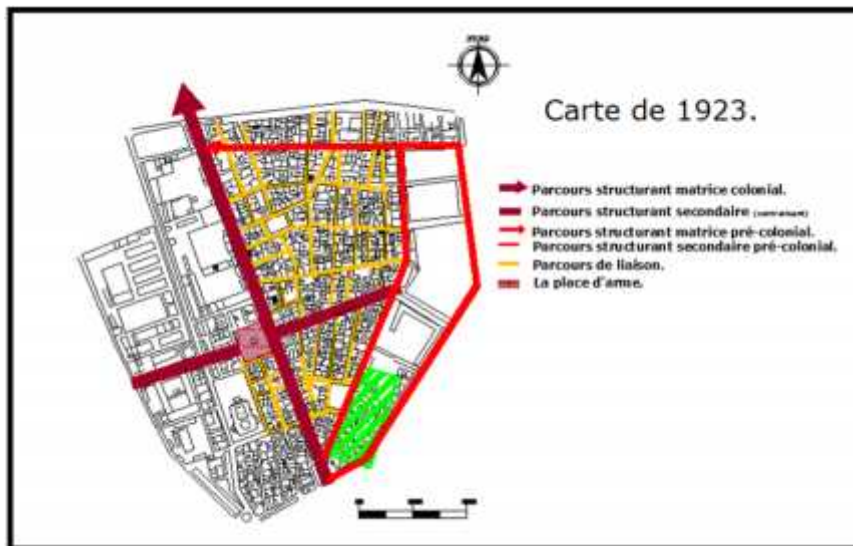 Carte de 1923.
Parcours structurant matrice colonial.
Parcours structurant secondaire
Parcours structurant matrice pré-colonial.
Parcours structurant secondaire pré-colonial.
Parcours de liaison.
La place d'arme.